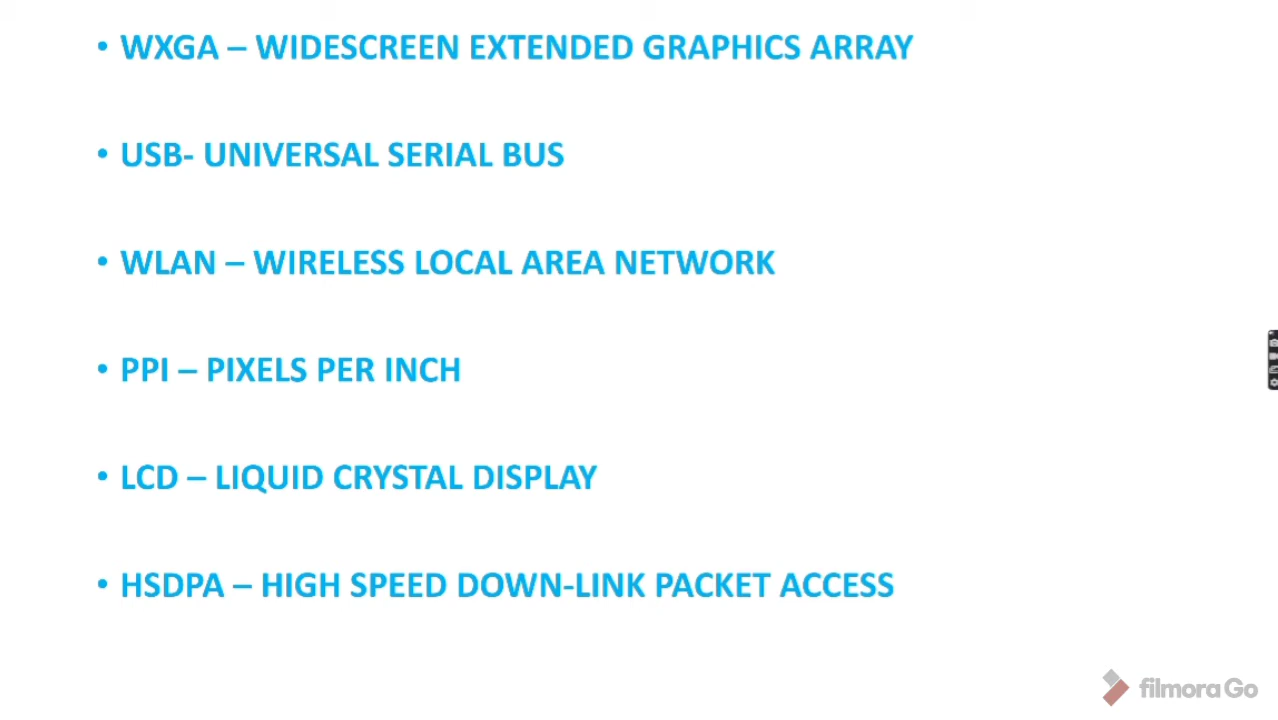 • WXGA – WIDESCREEN EXTENDED GRAPHICS ARRAY
• USB- UNIVERSAL SERIAL BUS
• WLAN – WIRELESS LOCAL AREA NETWORK
• PPI – PIXELS PER INCH
• LCD – LIQUID CRYSTAL DISPLAY
• HSDPA – HIGH SPEED DOWN-LINK PACKET ACCESS
filmora Go